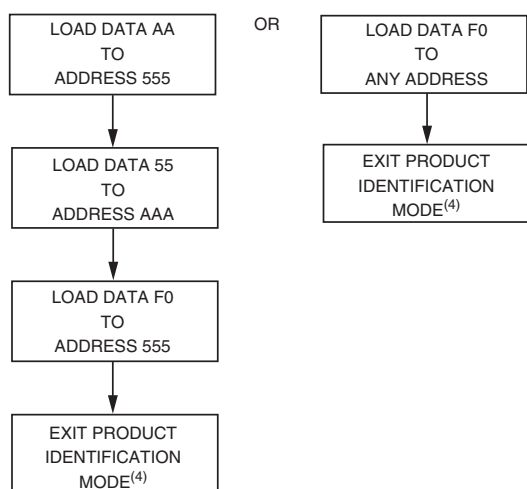 LOAD DATA AA
TO
ADDRESS 555
LOAD DATA 55
TO
ADDRESS AAA
LOAD DATA F0
TO
ADDRESS 555
EXIT PRODUCT
IDENTIFICATION
MODE(4)
OR
LOAD DATA F0
TO
ANY ADDRESS
EXIT PRODUCT
IDENTIFICATION
MODE(4)